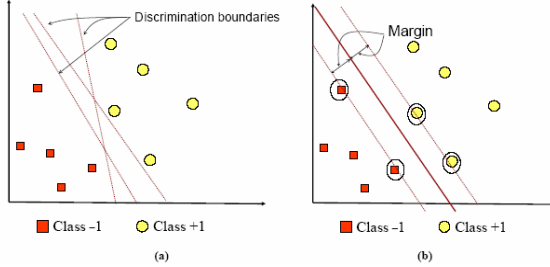 Discrimination boundaries
Class –1
Class +1
(a)
Margin
Class –1
Class +1
(b)